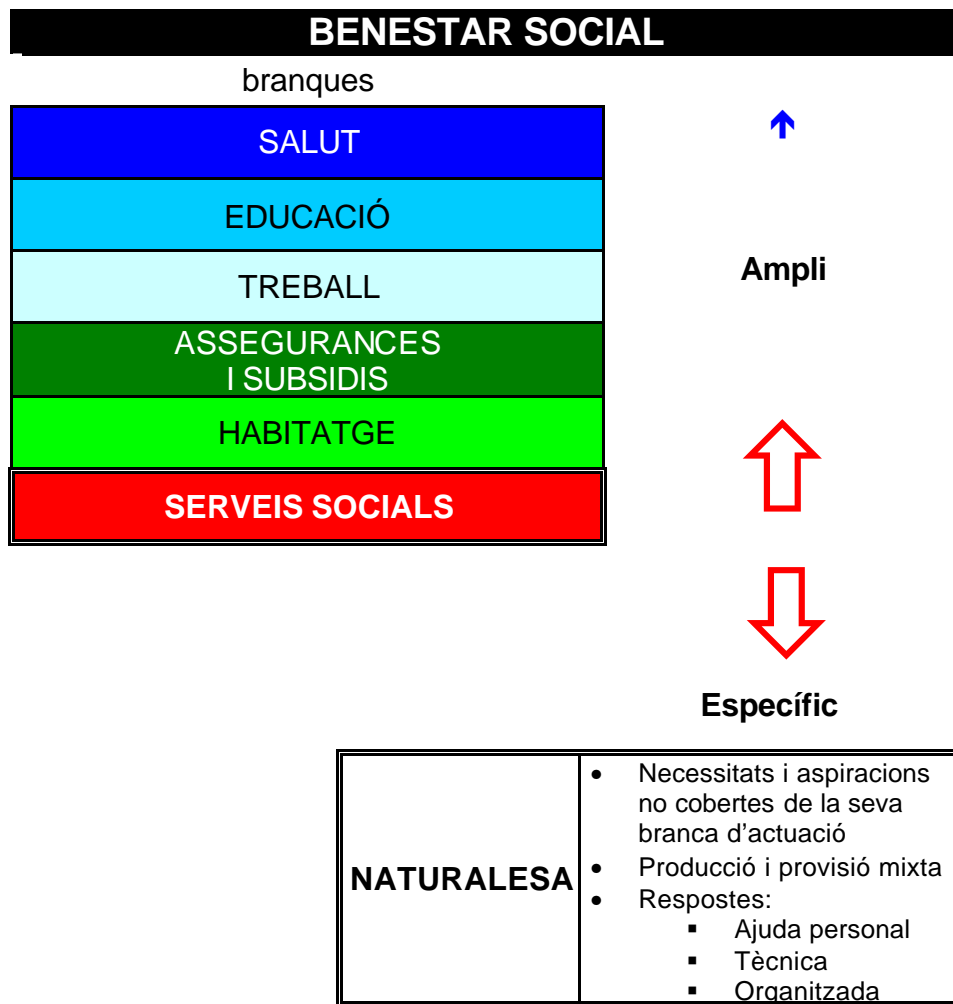 BENESTAR SOCIAL
branques
SALUT
EDUCACIÓ
TREBALL
ASSEGURANCES
I SUBSIDIS
HABITATGE
SERVEIS SOCIALS
Ampli
Específic
NATURALESA
• Necessitats i aspiracions
no cobertes de la seva
branca d'actuació
• Producció i provisió mixta
• Respostes:
▪ Ajuda personal
▪ Tècnica
▪ Organitzada